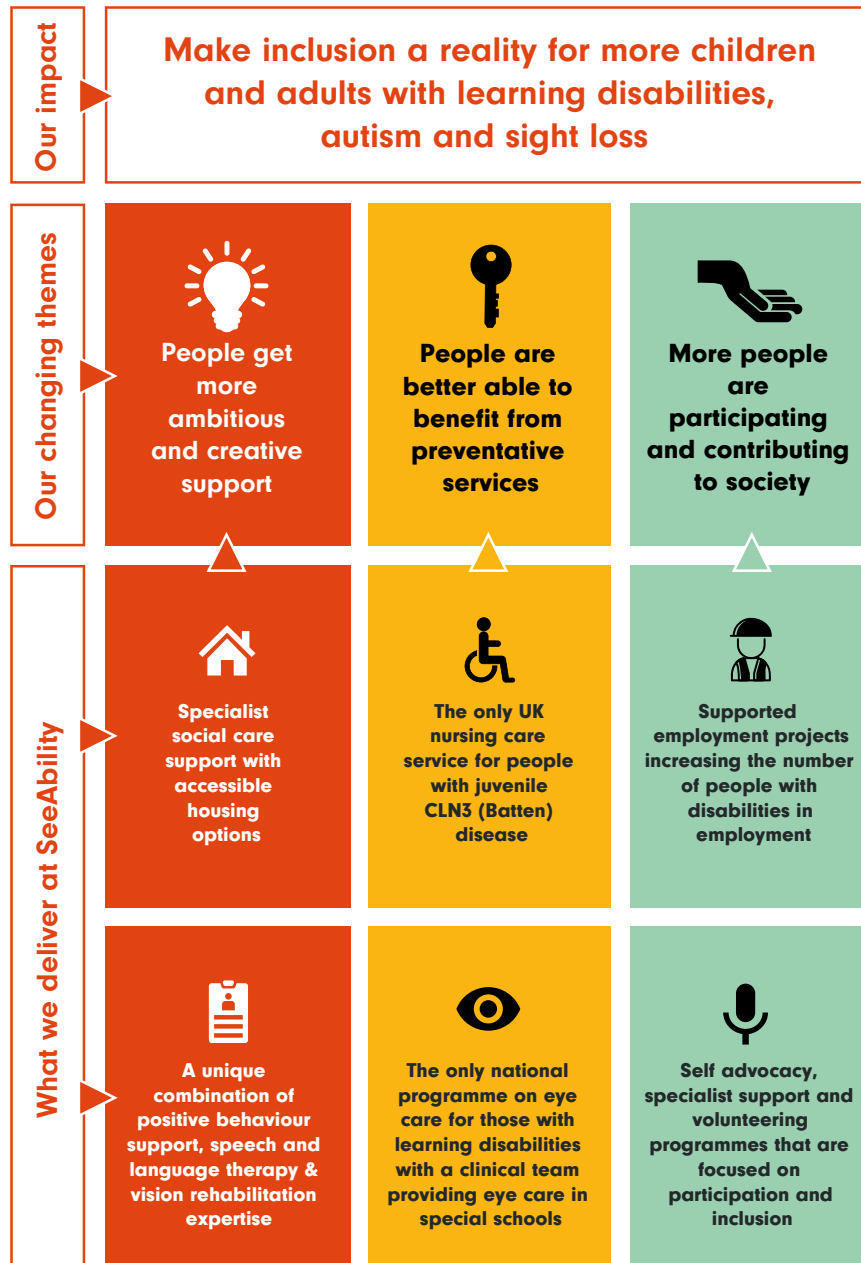 Our impact
Make inclusion a reality for more children
and adults with learning disabilities,
autism and sight loss
Our changing themes
People get
more
ambitious
and creative
support
People are
better able to
benefit from
preventative
services
More people
are
participating
and contributing
to society
What we deliver at SeeAbility
Specialist
social care
support with
accessible
housing
options
The only UK
nursing care
service for people
with juvenile
CLN3 (Batten)
disease
Supported
employment projects
increasing the number
of people with
disabilities in
employment
A unique
combination of
positive behaviour
support, speech and
language therapy &
vision rehabilitation
expertise
The only national
programme on eye
care for those with
learning disabilities
with a clinical team
providing eye care in
special schools
Self advocacy,
specialist support and
volunteering
programmes that are
focused on
participation and
inclusion